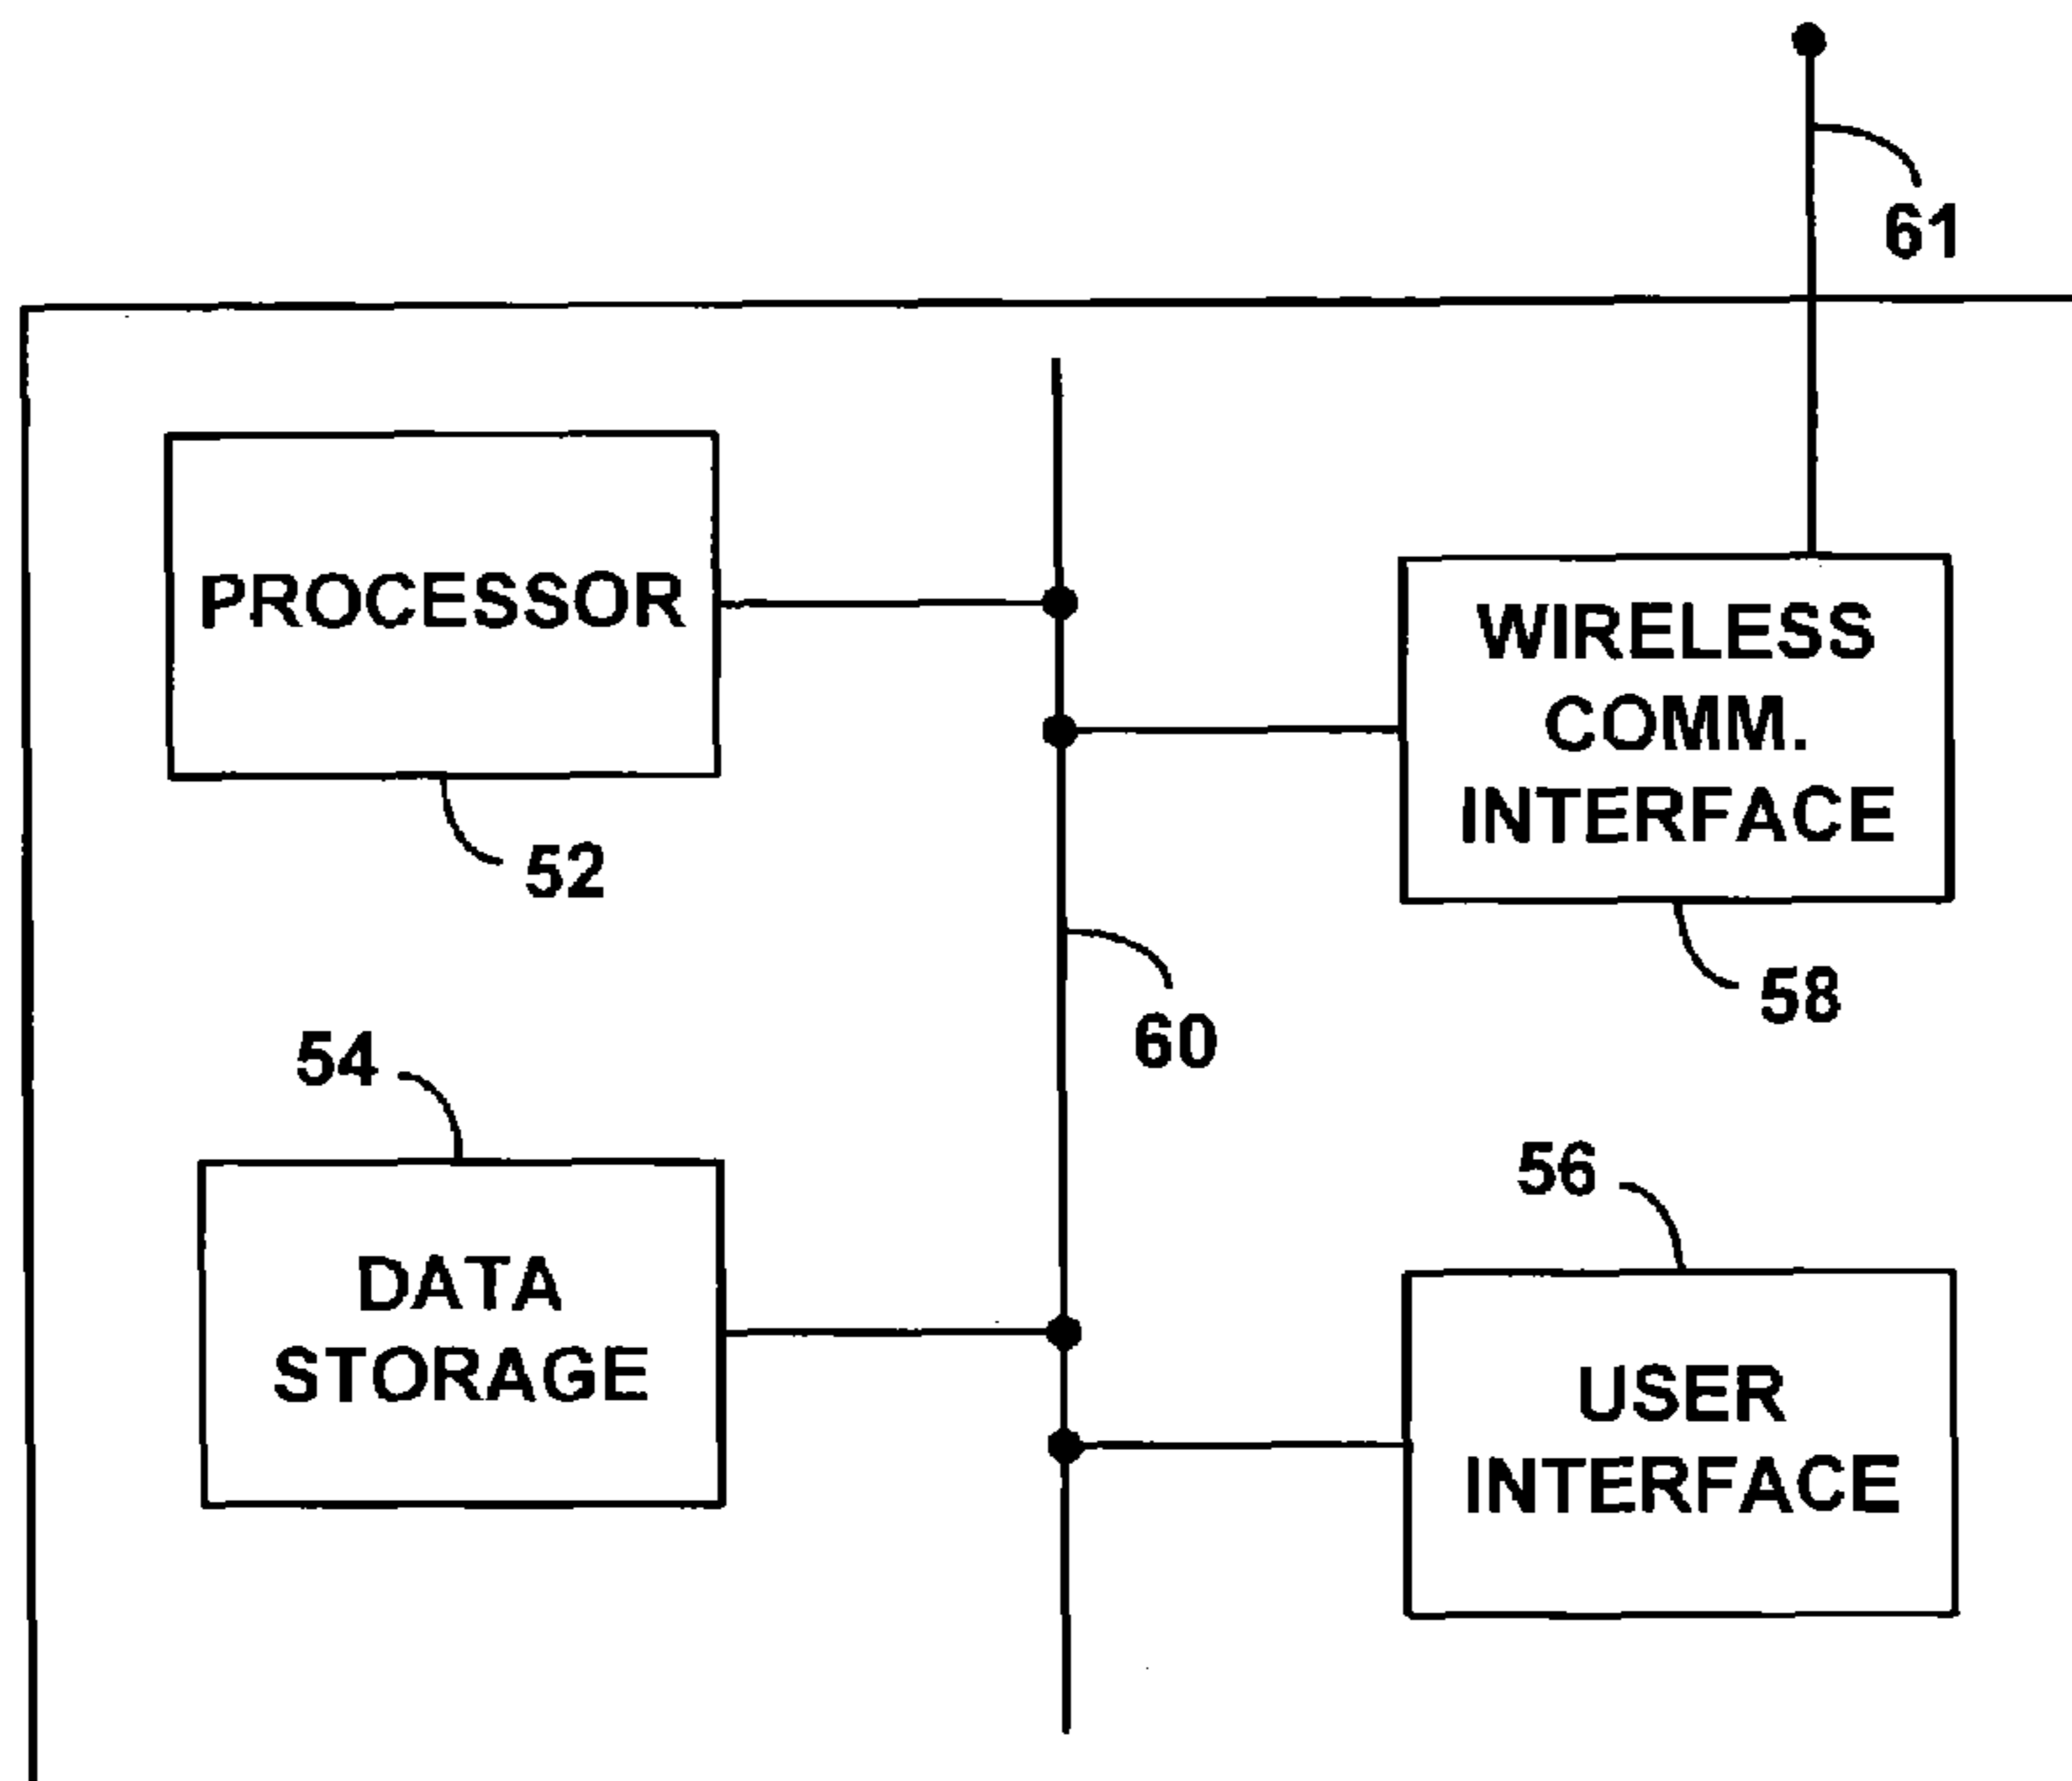 61
PROCESSOR
52
WIRELESS
COMM.
INTERFACE
58
60
54
DATA
STORAGE
56
USER
INTERFACE